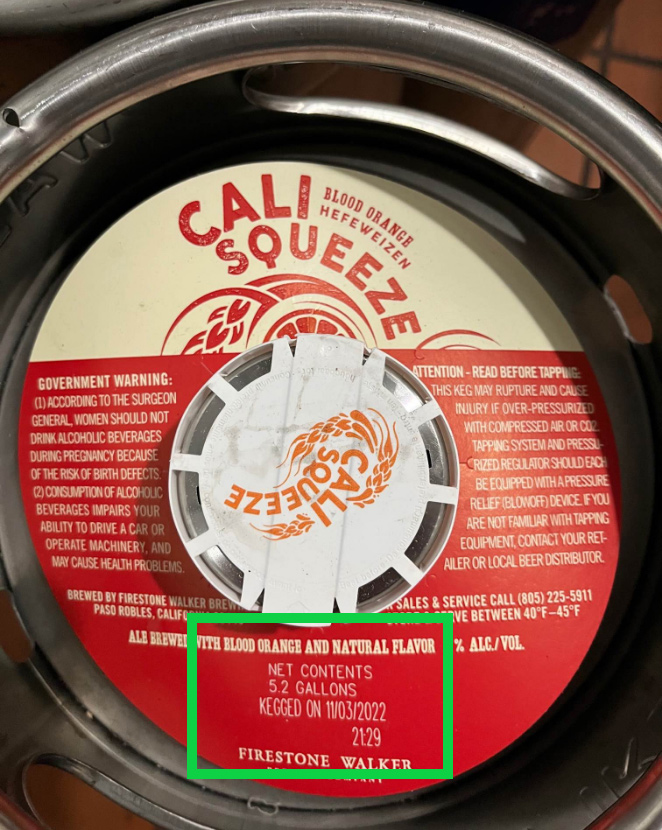 CALI
SQUEEZE
BLOOD ORANGE
HEFEWEIZEN
GOVERNMENT WARNING:
(1) ACCORDING TO THE SURGEON
GENERAL, WOMEN SHOULD NOT
DRINK ALCOHOLIC BEVERAGES
DURING PREGNANCY BECAUSE
OF THE RISK OF BIRTH DEFECTS.
(2) CONSUMPTION OF ALCOHOLIC
BEVERAGES IMPAIRS YOUR
ABILITY TO DRIVE A CAR OR
OPERATE MACHINERY, AND
MAY CAUSE HEALTH PROBLEMS.
ATTENTION - READ BEFORE TAPPING:
THIS KEG MAY RUPTURE AND CAUSE
INJURY IF OVER-PRESSURIZED
WITH COMPRESSED AIR OR CO2.
TAPPING SYSTEM AND PRESSU-
RIZED REGULATOR SHOULD EACH
BE EQUIPPED WITH A PRESSURE
RELIEF (BLOWOFF) DEVICE. IF YOU
ARE NOT FAMILIAR WITH TAPPING
EQUIPMENT, CONTACT YOUR RET-
AILER OR LOCAL BEER DISTRIBUTOR.
CALI
SQUEEZE
BREWED BY FIRESTONE WALKER
PASO ROBLES,
SALES & SERVICE CALL (805) 225-5911
BETWEEN 40°F-45°F
ALE BREWED WITH BLOOD ORANGE AND NATURAL FLAVOR % ALC./VOL.
NET CONTENTS
5.2 GALLONS
KEGGED ON 11/03/2022
21:29
FIRESTONE WALKER